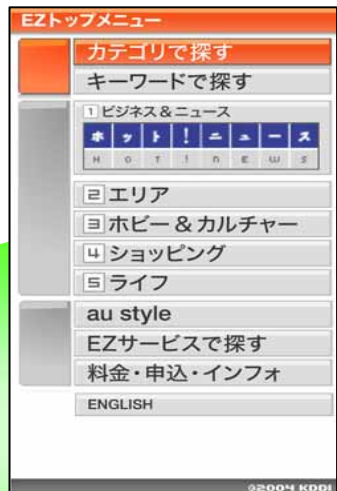 EZトップメニュー
カテゴリで探す
キーワードで探す
1 ビジネス＆ニュース
ホット！ニュース
HOT!nEWS
2 エリア
3 ホビー＆カルチャー
4 ショッピング
5 ライフ
au style
EZサービスで探す
料金・申込・インフォ
ENGLISH
©2004 KDDI